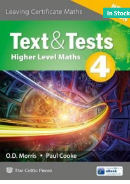 Leaving Certificate Maths
In Stock
Text & Tests
Higher Level Maths
4
O.D. Morris • Paul Cooke
The Celtic Press